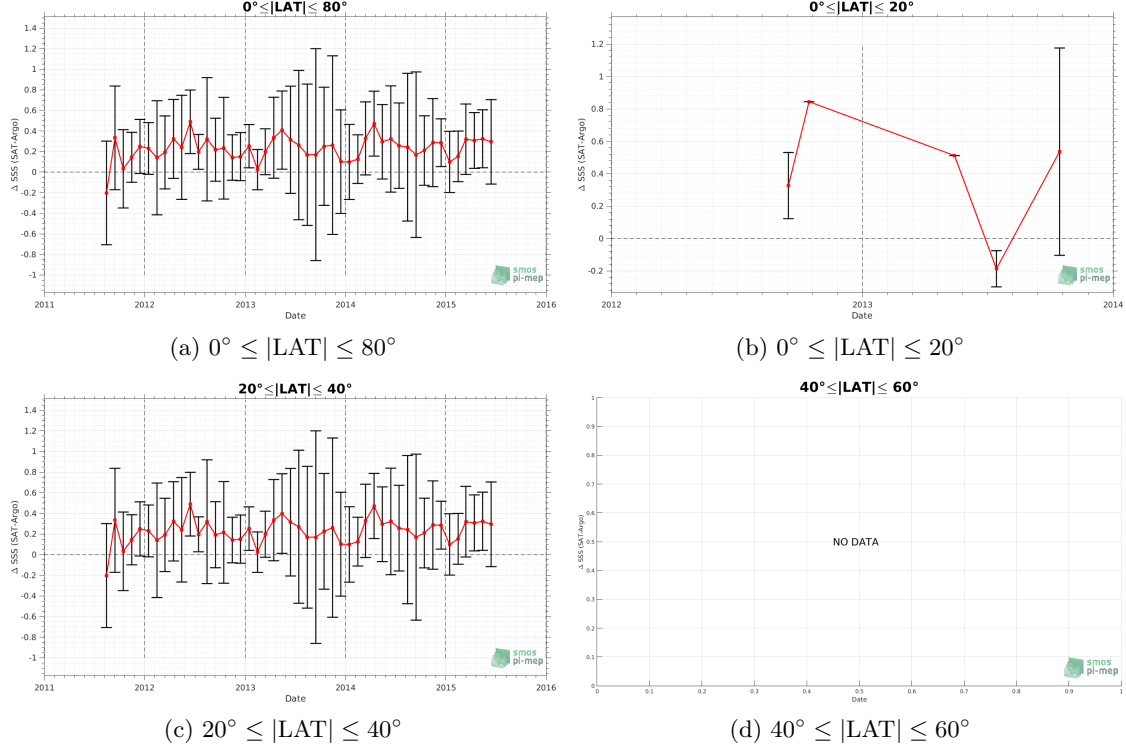 0°≤|LAT|≤ 80°
Δ SSS (SAT-Argo)
1.4
1.2
1
0.8
0.6
0.4
0.2
0
-0.2
-0.4
-0.6
-0.8
-1
2011 2012 2013 2014 2015 2016
Date
smos
pi-mep
(a) 0° ≤ |LAT| ≤ 80°
0°≤|LAT|≤ 20°
Δ SSS (SAT-Argo)
1.2
1
0.8
0.6
0.4
0.2
0
-0.2
2012 2013 2014
Date
smos
pi-mep
(b) 0° ≤ |LAT| ≤ 20°
20°≤|LAT|≤ 40°
Δ SSS (SAT-Argo)
1.4
1.2
1
0.8
0.6
0.4
0.2
0
-0.2
-0.4
-0.6
-0.8
-1
2011 2012 2013 2014 2015 2016
Date
smos
pi-mep
(c) 20° ≤ |LAT| ≤ 40°
40°≤|LAT|≤ 60°
Δ SSS (SAT-Argo)
1
0.9
0.8
0.7
0.6
0.5
0.4
0.3
0.2
0.1
0
NO DATA
0 0.1 0.2 0.3 0.4 0.5 0.6 0.7 0.8 0.9 1
Date
smos
pi-mep
(d) 40° ≤ |LAT| ≤ 60°